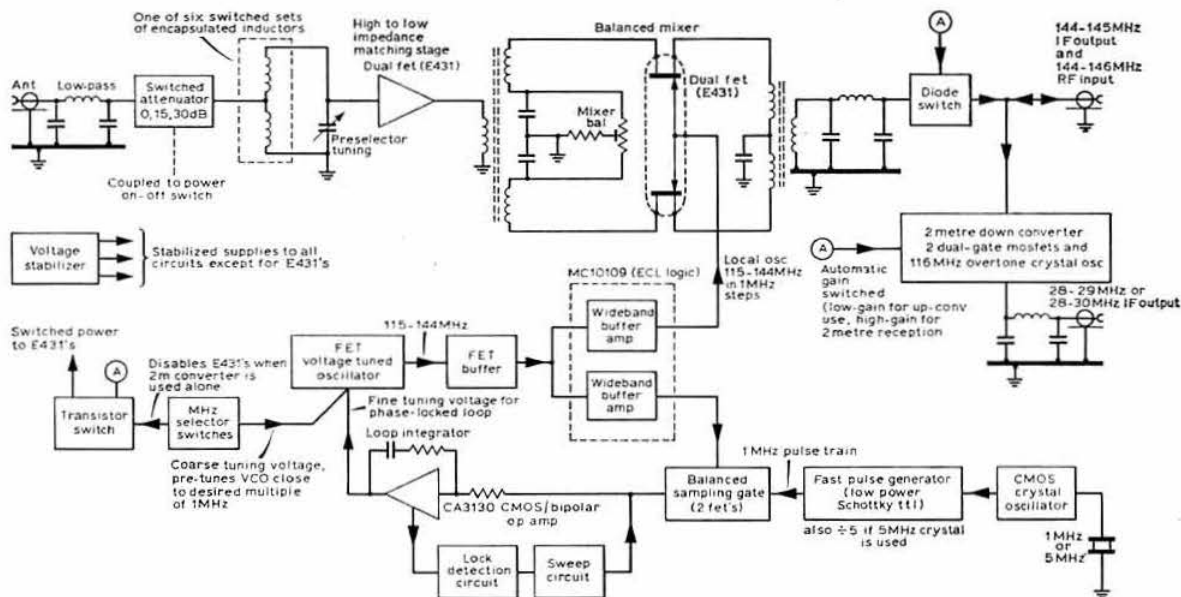 One of six switched sets
of encapsulated inductors
High to low
impedance
matching stage
Dual fet (E431)
Balanced mixer
A
144-145MHz
IF output
and
144-146MHz
RF input
Ant
Low-pass
Switched
attenuator
0,15,30dB
Preselector
tuning
Mixer
bal
Dual fet
(E431)
Diode
switch
Coupled to power
on-off switch
Voltage
stabilizer
Stabilized supplies to all
circuits except for E431's
A
2 metre down converter
2 dual-gate mosfets and
116MHz overtone crystal osc
Automatic
gain
switched
(low-gain for up-conv
use, high-gain for
2 metre reception
28-29MHz or
28-30MHz IF output
MC10109 (ECL logic)
Local osc
115-144MHz
in 1MHz
steps
Wideband
buffer
amp
Wideband
buffer
amp
Switched power
to E431's
A
Disables E431's when
2m converter is
used alone
115-144MHz
FET
voltage tuned
oscillator
FET
buffer
Transistor
switch
MHz
selector
switches
Fine tuning voltage for
phase-locked loop
Loop integrator
Coarse tuning voltage,
pre-tunes VCO close
to desired multiple
of 1MHz
CA3130 CMOS/bipolar
op amp
Lock
detection
circuit
Sweep
circuit
Balanced
sampling gate
(2 fet's)
1MHz pulse train
Fast pulse generator
(low power
Schottky ttl)
also ÷5 if 5MHz crystal
is used
CMOS
crystal
oscillator
1MHz
or
5MHz